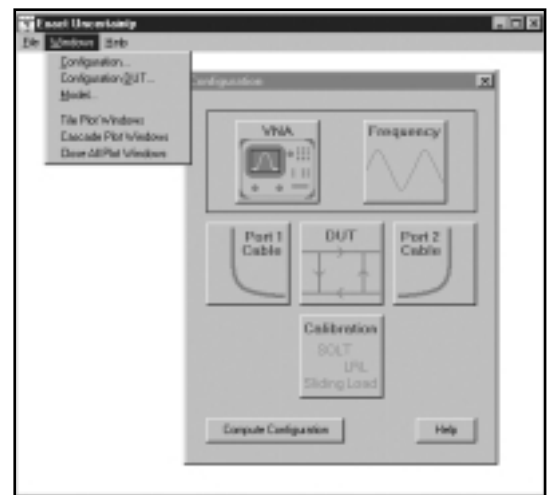 Exact Uncertainty
File Windows Help
Configuration...
Configuration DUT...
Model...
Tile Plot Windows
Cascade Plot Windows
Close All Plot Windows
Configuration
VNA
Frequency
Port 1
Cable
DUT
Port 2
Cable
Calibration
SOLT
LRL
Sliding Load
Compute Configuration
Help